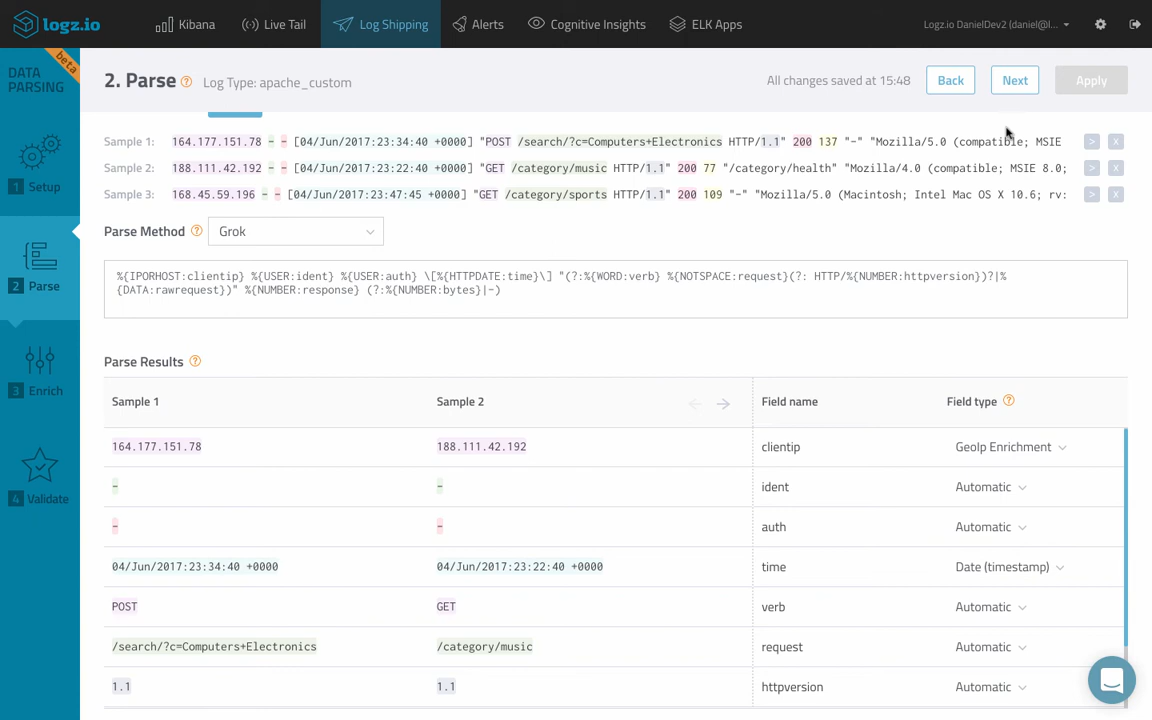 logz.io Kibana Live Tail Log Shipping Alerts Cognitive Insights ELK Apps Logz.io DanielDev2 (daniel@l...
DATA
PARSING
beta
2. Parse ? Log Type: apache_custom All changes saved at 15:48 Back Next Apply
Sample 1: 164.177.151.78 - - [04/Jun/2017:23:34:40 +0000] "POST /search/?c=Computers+Electronics HTTP/1.1" 200 137 "-" "Mozilla/5.0 (compatible; MSIE > x
Sample 2: 188.111.42.192 - - [04/Jun/2017:23:22:40 +0000] "GET /category/music HTTP/1.1" 200 77 "/category/health" "Mozilla/4.0 (compatible; MSIE 8.0; > x
Sample 3: 168.45.59.196 - - [04/Jun/2017:23:47:45 +0000] "GET /category/sports HTTP/1.1" 200 109 "-" "Mozilla/5.0 (Macintosh; Intel Mac OS X 10.6; rv: > x
1 Setup
2 Parse
3 Enrich
4 Validate
Parse Method ? Grok
%{IPORHOST:clientip} %{USER:ident} %{USER:auth} \[%{HTTPDATE:time}\] "(?:%{WORD:verb} %{NOTSPACE:request}(?: HTTP/%{NUMBER:httpversion})?|%
{DATA:rawrequest})" %{NUMBER:response} (?:%{NUMBER:bytes}|-)
Parse Results ?
Sample 1 Sample 2 ← → Field name Field type ?
164.177.151.78 188.111.42.192 clientip GeoIp Enrichment
- - ident Automatic
- - auth Automatic
04/Jun/2017:23:34:40 +0000 04/Jun/2017:23:22:40 +0000 time Date (timestamp)
POST GET verb Automatic
/search/?c=Computers+Electronics /category/music request Automatic
1.1 1.1 httpversion Automatic